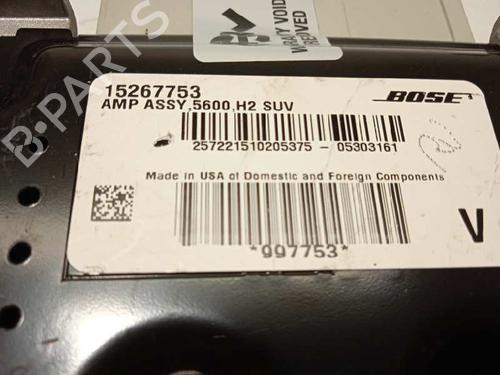 WRATY VOID
REMOVED
15267753
AMP ASSY,5600,H2 SUV
BOSE
257221510205375 - 05303161
Made in USA of Domestic and Foreign Components
*997753*
V
B-PARTS